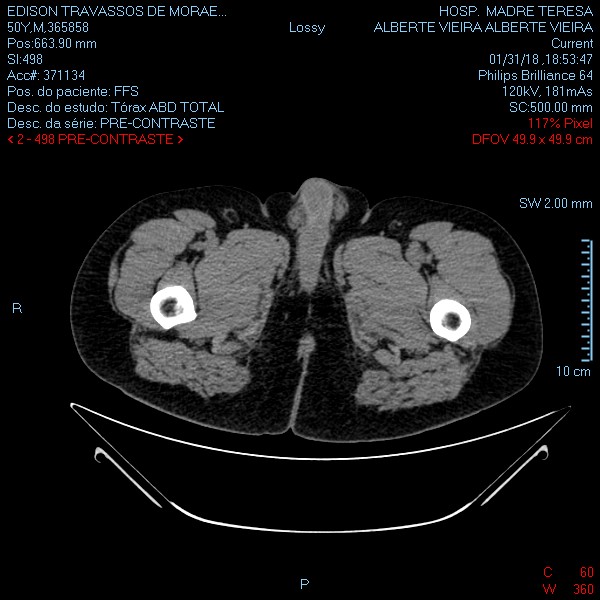 EDISON TRAVASSOS DE MORAE...
50Y,M,365858
Pos:663.90 mm
SI:498
Acc#: 371134
Pos. do paciente: FFS
Desc. do estudo: Tórax ABD TOTAL
Desc. da série: PRE-CONTRASTE
< 2 - 498 PRE-CONTRASTE >
Lossy
HOSP. MADRE TERESA
ALBERTE VIEIRA ALBERTE VIEIRA
Current
01/31/18 ,18:53:47
Philips Brilliance 64
120kV, 181mAs
SC:500.00 mm
117% Pixel
DFOV 49.9 x 49.9 cm
SW 2.00 mm
R
10 cm
P
C 60
W 360